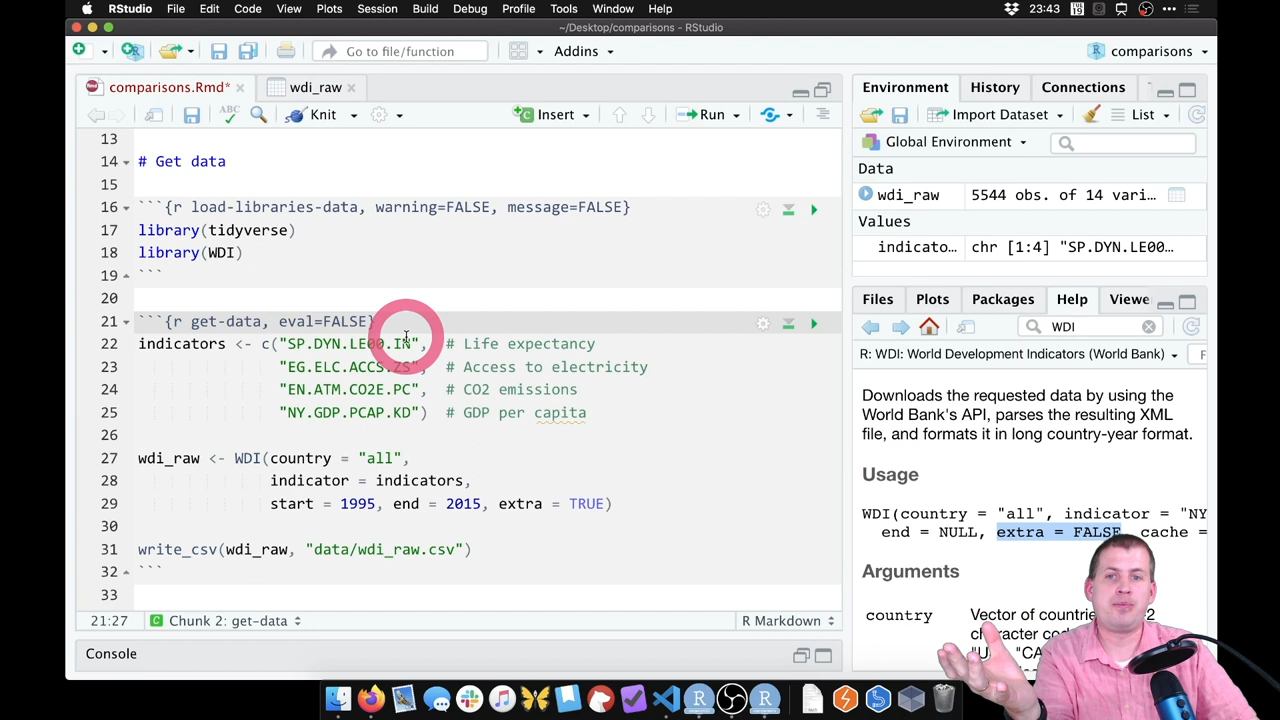 RStudio File Edit Code View Plots Session Build Debug Profile Tools Window Help 23:43 TUE 19
~/Desktop/comparisons - RStudio
Go to file/function Addins comparisons
comparisons.Rmd* wdi_raw
ABC Knit Insert Run
13
14 # Get data
15
16 ```{r load-libraries-data, warning=FALSE, message=FALSE}
17 library(tidyverse)
18 library(WDI)
19 ```
20
21 ```{r get-data, eval=FALSE}
22 indicators <- c("SP.DYN.LE00.IN", # Life expectancy
23 "EG.ELC.ACCS.ZS", # Access to electricity
24 "EN.ATM.CO2E.PC", # CO2 emissions
25 "NY.GDP.PCAP.KD") # GDP per capita
26
27 wdi_raw <- WDI(country = "all",
28 indicator = indicators,
29 start = 1995, end = 2015, extra = TRUE)
30
31 write_csv(wdi_raw, "data/wdi_raw.csv")
32 ```
33
21:27 Chunk 2: get-data R Markdown
Console
Environment History Connections
Import Dataset List
Global Environment
Data
wdi_raw 5544 obs. of 14 vari…
Values
indicato… chr [1:4] "SP.DYN.LE00…
Files Plots Packages Help Viewe
WDI
R: WDI: World Development Indicators (World Bank)
Downloads the requested data by using the
World Bank's API, parses the resulting XML
file, and formats it in long country-year format.
Usage
WDI(country = "all", indicator = "NY
end = NULL, extra = FALSE, cache =
Arguments
country Vector of countries
character